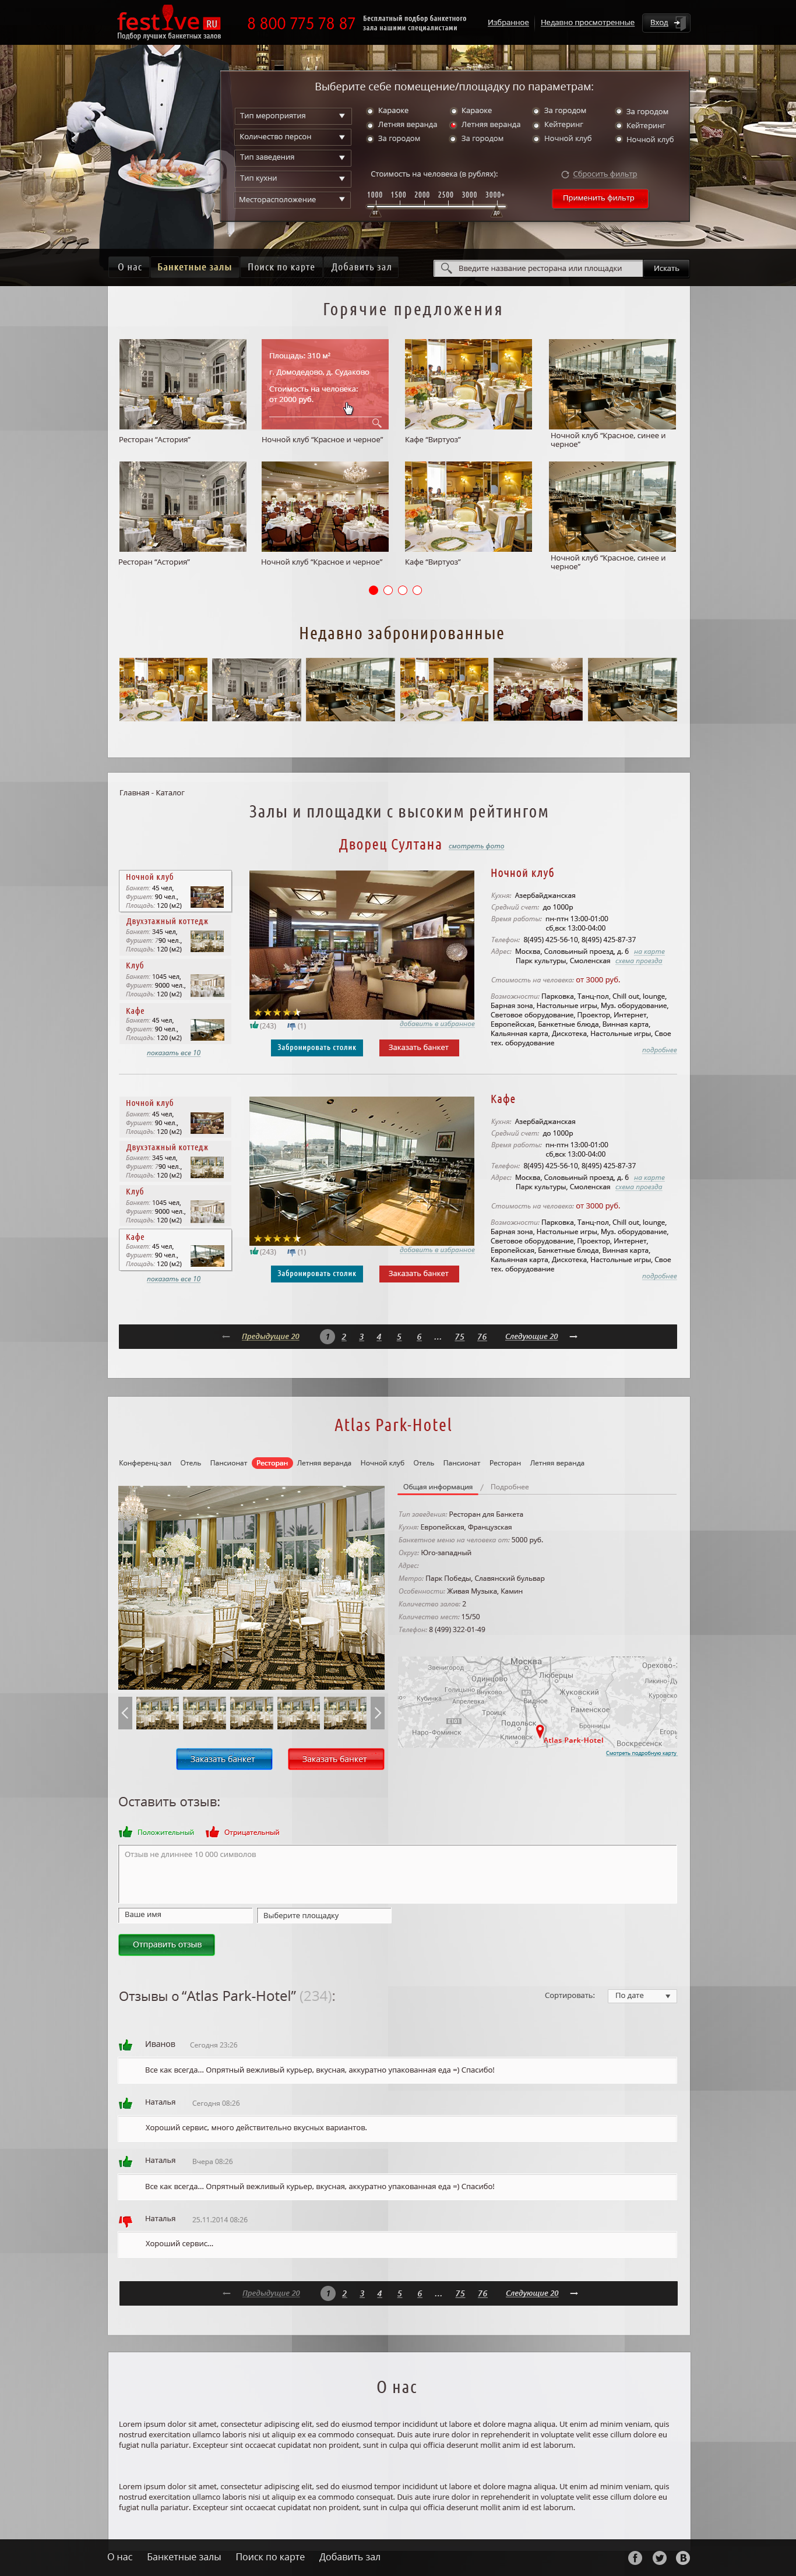 festive RU
Подбор лучших банкетных залов
8 800 775 78 87
Бесплатный подбор банкетного
зала нашими специалистами
Избранное
Недавно просмотренные
Вход
Выберите себе помещение/площадку по параметрам:
Тип мероприятия
Количество персон
Тип заведения
Тип кухни
Месторасположение
Караоке Караоке За городом За городом
Летняя веранда Летняя веранда Кейтеринг Кейтеринг
За городом За городом Ночной клуб Ночной клуб
Стоимость на человека (в рублях):
1000 1500 2000 2500 3000 3000+
от до
Сбросить фильтр
Применить фильтр
О нас Банкетные залы Поиск по карте Добавить зал
Введите название ресторана или площадки
Искать
Горячие предложения
Площадь: 310 м²
г. Домодедово, д. Судаково
Стоимость на человека:
от 2000 руб.
Ресторан “Астория”
Ночной клуб “Красное и черное”
Кафе “Виртуоз”
Ночной клуб “Красное, синее и
черное”
Ресторан “Астория”
Ночной клуб “Красное и черное”
Кафе “Виртуоз”
Ночной клуб “Красное, синее и
черное”
Недавно забронированные
Главная - Каталог
Залы и площадки с высоким рейтингом
Дворец Султана смотреть фото
Ночной клуб
Банкет: 45 чел,
Фуршет: 90 чел.,
Площадь: 120 (м2)
Двухэтажный коттедж
Банкет: 345 чел,
Фуршет: 790 чел.,
Площадь: 120 (м2)
Клуб
Банкет: 1045 чел,
Фуршет: 9000 чел.,
Площадь: 120 (м2)
Кафе
Банкет: 45 чел,
Фуршет: 90 чел.,
Площадь: 120 (м2)
показать все 10
(243) (1)
добавить в избранное
Забронировать столик
Заказать банкет
Ночной клуб
Кухня: Азербайджанская
Средний счет: до 1000р
Время работы: пн-птн 13:00-01:00
сб,вск 13:00-04:00
Телефон: 8(495) 425-56-10, 8(495) 425-87-37
Адрес: Москва, Соловьиный проезд, д. 6 на карте
Парк культуры, Смоленская схема проезда
Стоимость на человека: от 3000 руб.
Возможности: Парковка, Танц-пол, Chill out, lounge,
Барная зона, Настольные игры, Муз. оборудование,
Световое оборудование, Проектор, Интернет,
Европейская, Банкетные блюда, Винная карта,
Кальянная карта, Дискотека, Настольные игры, Свое
тех. оборудование
подробнее
Ночной клуб
Банкет: 45 чел,
Фуршет: 90 чел.,
Площадь: 120 (м2)
Двухэтажный коттедж
Банкет: 345 чел,
Фуршет: 790 чел.,
Площадь: 120 (м2)
Клуб
Банкет: 1045 чел,
Фуршет: 9000 чел.,
Площадь: 120 (м2)
Кафе
Банкет: 45 чел,
Фуршет: 90 чел.,
Площадь: 120 (м2)
показать все 10
(243) (1)
добавить в избранное
Забронировать столик
Заказать банкет
Кафе
Кухня: Азербайджанская
Средний счет: до 1000р
Время работы: пн-птн 13:00-01:00
сб,вск 13:00-04:00
Телефон: 8(495) 425-56-10, 8(495) 425-87-37
Адрес: Москва, Соловьиный проезд, д. 6 на карте
Парк культуры, Смоленская схема проезда
Стоимость на человека: от 3000 руб.
Возможности: Парковка, Танц-пол, Chill out, lounge,
Барная зона, Настольные игры, Муз. оборудование,
Световое оборудование, Проектор, Интернет,
Европейская, Банкетные блюда, Винная карта,
Кальянная карта, Дискотека, Настольные игры, Свое
тех. оборудование
подробнее
Предыдущие 20 1 2 3 4 5 6 ... 75 76 Следующие 20
Atlas Park-Hotel
Конференц-зал Отель Пансионат Ресторан Летняя веранда Ночной клуб Отель Пансионат Ресторан Летняя веранда
Общая информация / Подробнее
Тип заведения: Ресторан для Банкета
Кухня: Европейская, Французская
Банкетное меню на человека от: 5000 руб.
Округ: Юго-западный
Адрес:
Метро: Парк Победы, Славянский бульвар
Особенности: Живая Музыка, Камин
Количество залов: 2
Количество мест: 15/50
Телефон: 8 (499) 322-01-49
Москва
Звенигород
Одинцово
Люберцы
Орехово-З
Голицыно
Внуково
Жуковский
Ликино-Ду
Кубинка
Апрелевка
Видное
Куровско
Троицк
Раменское
Подольск
Бронницы
Наро-Фоминск
Климовск
Егорь
Воскресенск
Atlas Park-Hotel
Смотреть подробную карту
Заказать банкет
Заказать банкет
Оставить отзыв:
Положительный Отрицательный
Отзыв не длиннее 10 000 символов
Ваше имя
Выберите площадку
Отправить отзыв
Отзывы о “Atlas Park-Hotel” (234):
Сортировать: По дате
Иванов Сегодня 23:26
Все как всегда... Опрятный вежливый курьер, вкусная, аккуратно упакованная еда =) Спасибо!
Наталья Сегодня 08:26
Хороший сервис, много действительно вкусных вариантов.
Наталья Вчера 08:26
Все как всегда... Опрятный вежливый курьер, вкусная, аккуратно упакованная еда =) Спасибо!
Наталья 25.11.2014 08:26
Хороший сервис...
Предыдущие 20 1 2 3 4 5 6 ... 75 76 Следующие 20
О нас
Lorem ipsum dolor sit amet, consectetur adipiscing elit, sed do eiusmod tempor incididunt ut labore et dolore magna aliqua. Ut enim ad minim veniam, quis
nostrud exercitation ullamco laboris nisi ut aliquip ex ea commodo consequat. Duis aute irure dolor in reprehenderit in voluptate velit esse cillum dolore eu
fugiat nulla pariatur. Excepteur sint occaecat cupidatat non proident, sunt in culpa qui officia deserunt mollit anim id est laborum.
Lorem ipsum dolor sit amet, consectetur adipiscing elit, sed do eiusmod tempor incididunt ut labore et dolore magna aliqua. Ut enim ad minim veniam, quis
nostrud exercitation ullamco laboris nisi ut aliquip ex ea commodo consequat. Duis aute irure dolor in reprehenderit in voluptate velit esse cillum dolore eu
fugiat nulla pariatur. Excepteur sint occaecat cupidatat non proident, sunt in culpa qui officia deserunt mollit anim id est laborum.
О нас Банкетные залы Поиск по карте Добавить зал